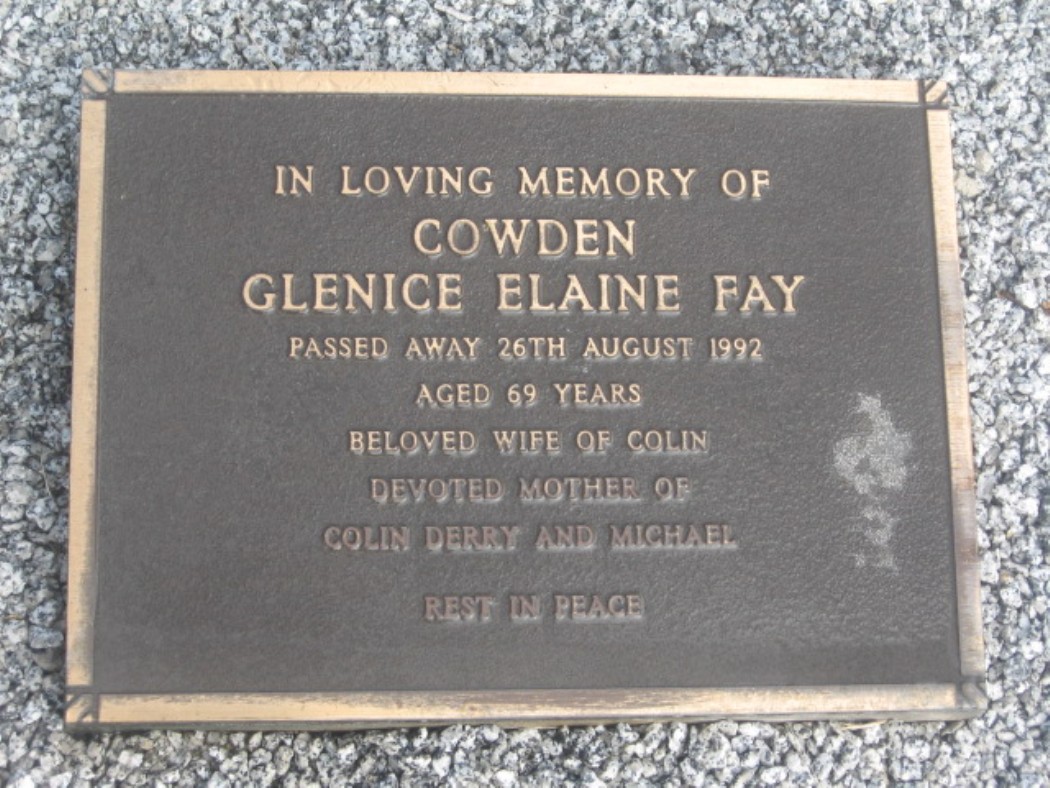 IN LOVING MEMORY OF
COWDEN
GLENICE ELAINE FAY
PASSED AWAY 26TH AUGUST 1992
AGED 69 YEARS
BELOVED WIFE OF COLIN
DEVOTED MOTHER OF
COLIN DERRY AND MICHAEL
REST IN PEACE